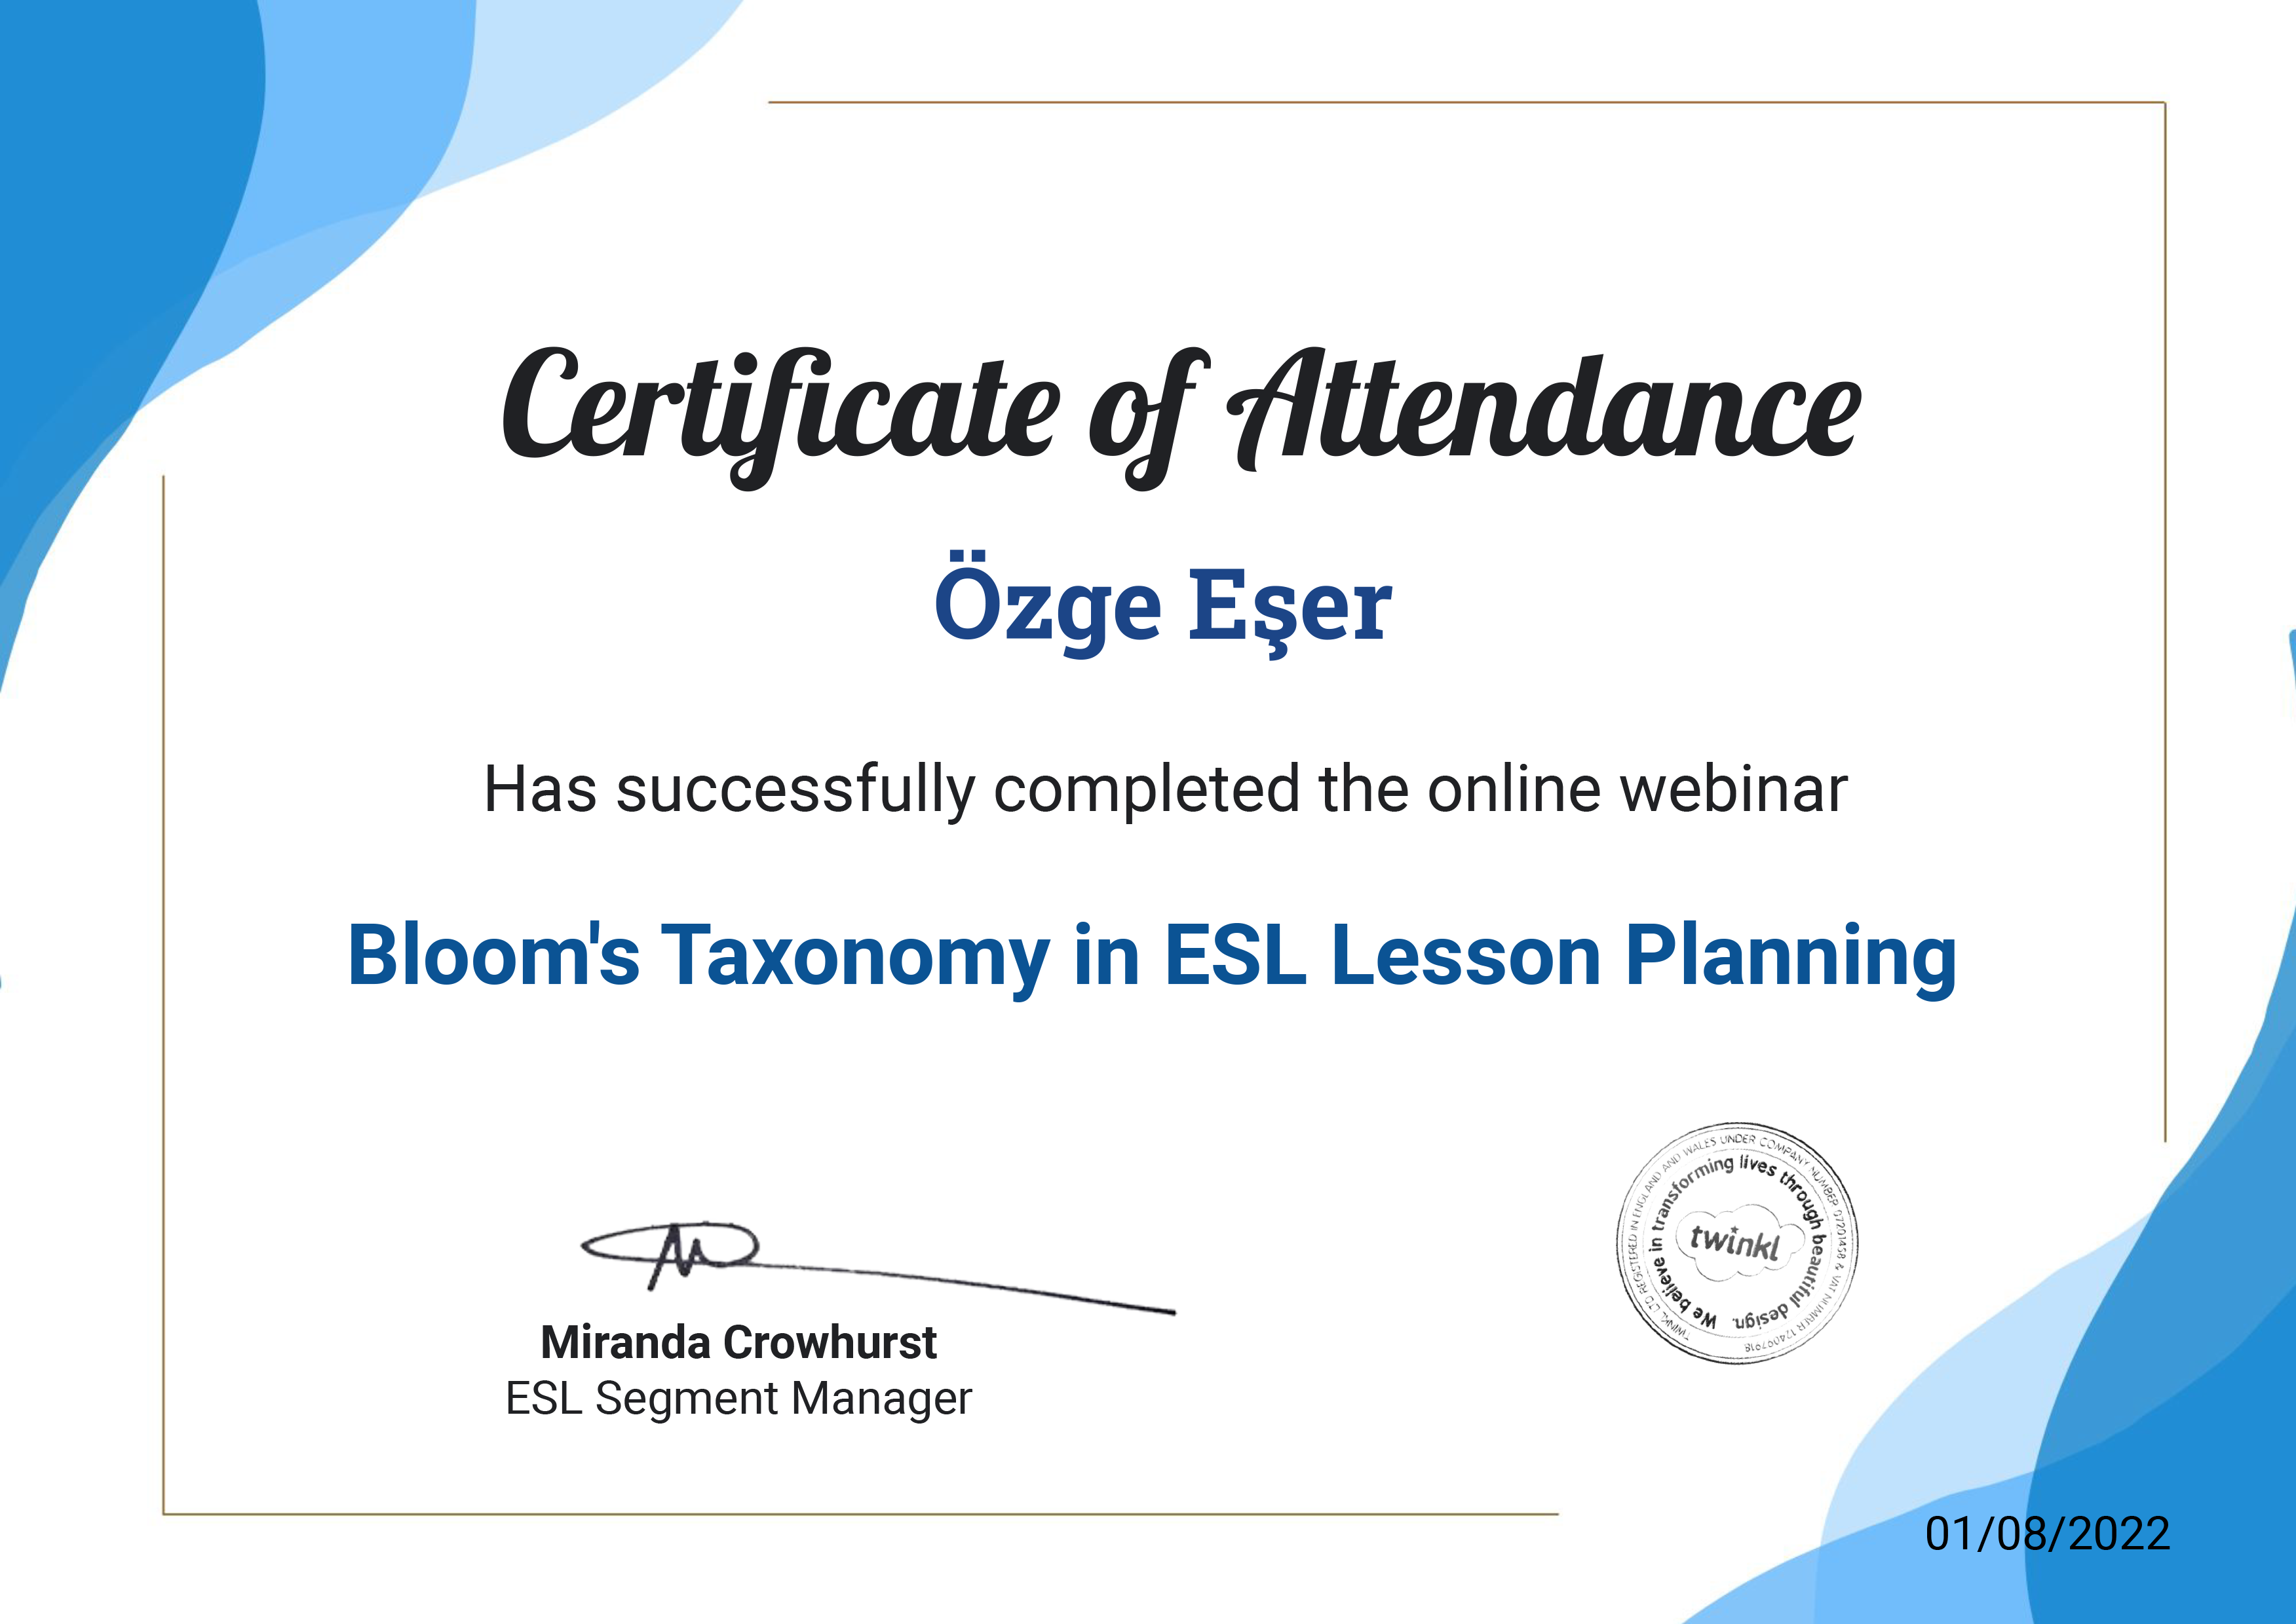 Certificate of Attendance
Özge Eşer
Has successfully completed the online webinar
Bloom's Taxonomy in ESL Lesson Planning
TWINKL LTD REGISTERED IN ENGLAND AND WALES UNDER COMPANY NUMBER 07201458 & VAT NUMBER
We believe in transforming lives through beautiful design.
twinkl
Miranda Crowhurst
ESL Segment Manager
01/08/2022